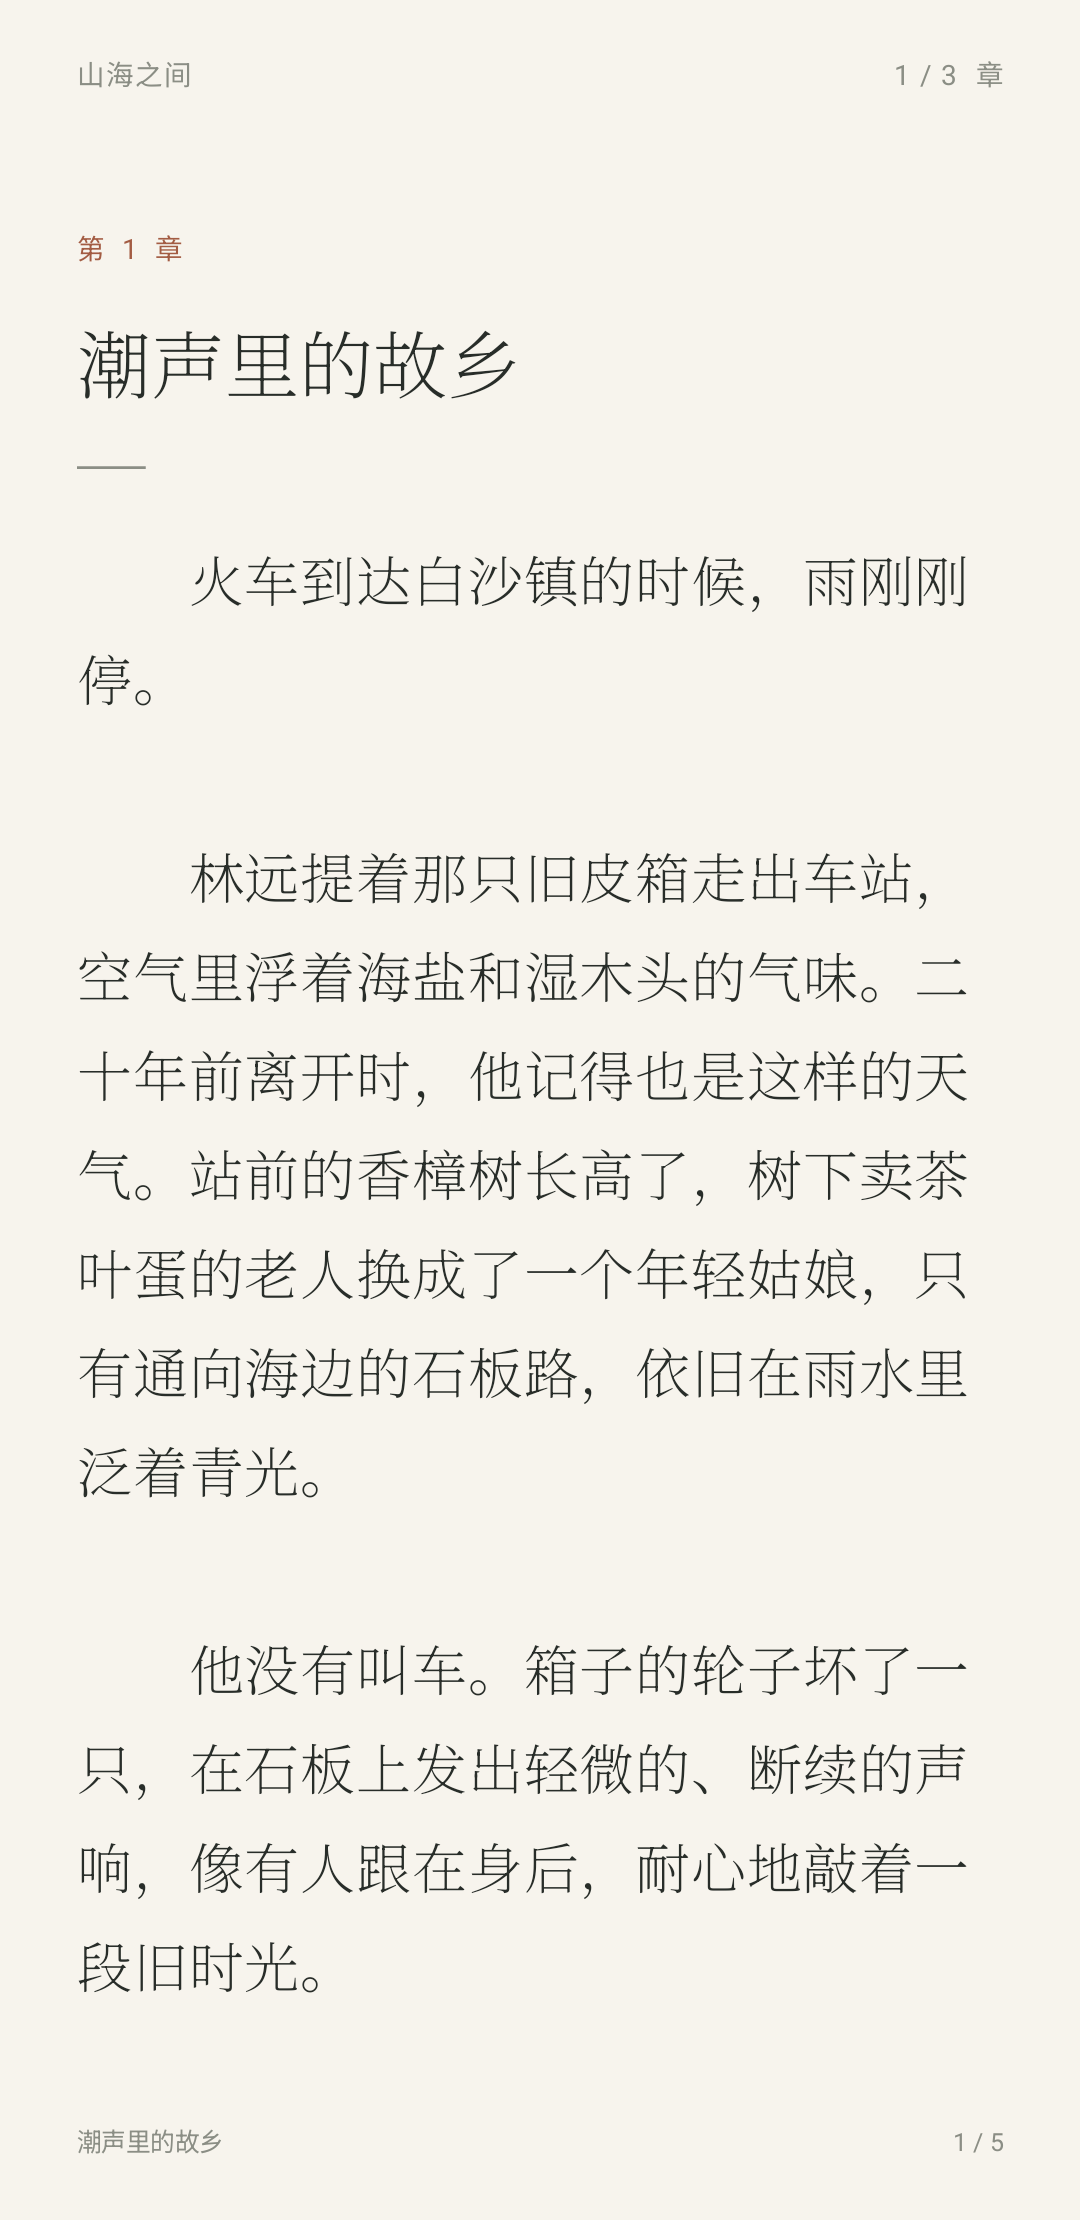 山海之间
1 / 3 章
第 1 章
潮声里的故乡
火车到达白沙镇的时候，雨刚刚
停。
林远提着那只旧皮箱走出车站，
空气里浮着海盐和湿木头的气味。二
十年前离开时，他记得也是这样的天
气。站前的香樟树长高了，树下卖茶
叶蛋的老人换成了一个年轻姑娘，只
有通向海边的石板路，依旧在雨水里
泛着青光。
他没有叫车。箱子的轮子坏了一
只，在石板上发出轻微的、断续的声
响，像有人跟在身后，耐心地敲着一
段旧时光。
潮声里的故乡
1 / 5